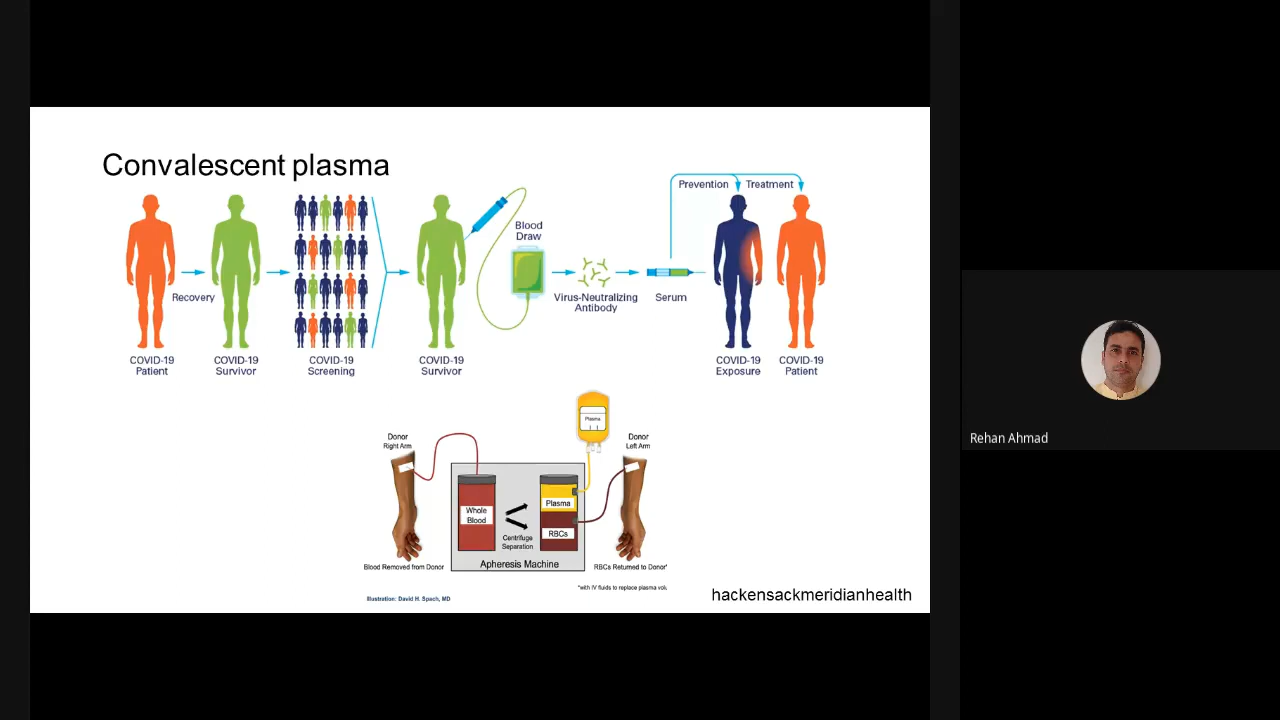 Convalescent plasma
Prevention
Treatment
Blood
Draw
Recovery
Virus-Neutralizing
Antibody
Serum
COVID-19
Patient
COVID-19
Survivor
COVID-19
Screening
COVID-19
Survivor
COVID-19
Exposure
COVID-19
Patient
Plasma
Donor
Right Arm
Donor
Left Arm
Whole
Blood
Plasma
RBCs
Centrifuge
Separation
Apheresis Machine
Blood Removed from Donor
RBCs Returned to Donor*
*with IV fluids to replace plasma
Illustration: David H. Spach, MD
hackensackmeridianhealth
Rehan Ahmad